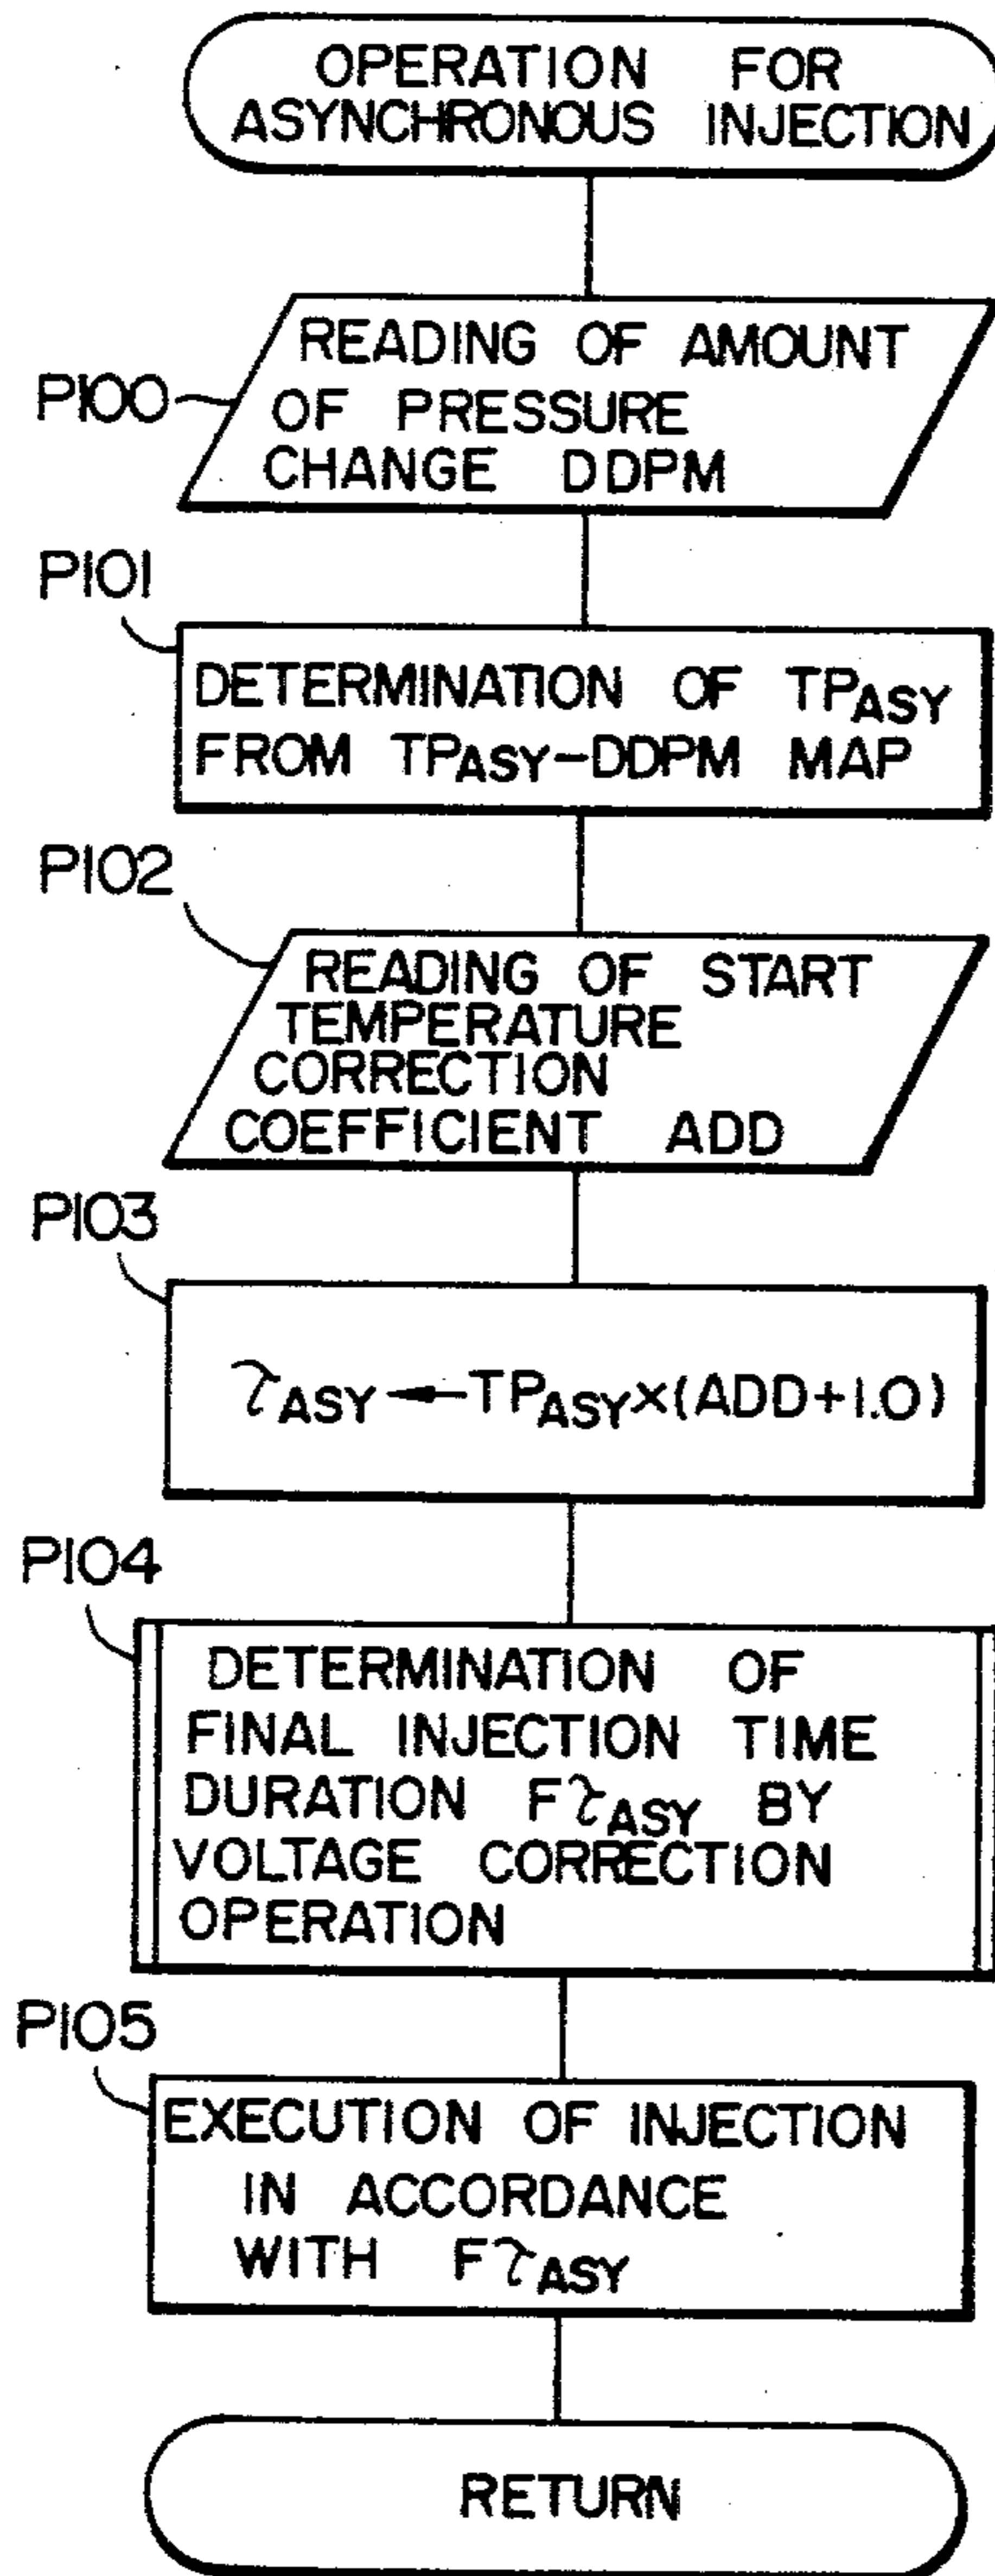 OPERATION FOR
ASYNCHRONOUS INJECTION
P100
READING OF AMOUNT
OF PRESSURE
CHANGE DDPM
P101
DETERMINATION OF TPASY
FROM TPASY-DDPM MAP
P102
READING OF START
TEMPERATURE
CORRECTION
COEFFICIENT ADD
P103
τASY ← TPASY×(ADD+1.0)
P104
DETERMINATION OF
FINAL INJECTION TIME
DURATION FτASY BY
VOLTAGE CORRECTION
OPERATION
P105
EXECUTION OF INJECTION
IN ACCORDANCE
WITH FτASY
RETURN